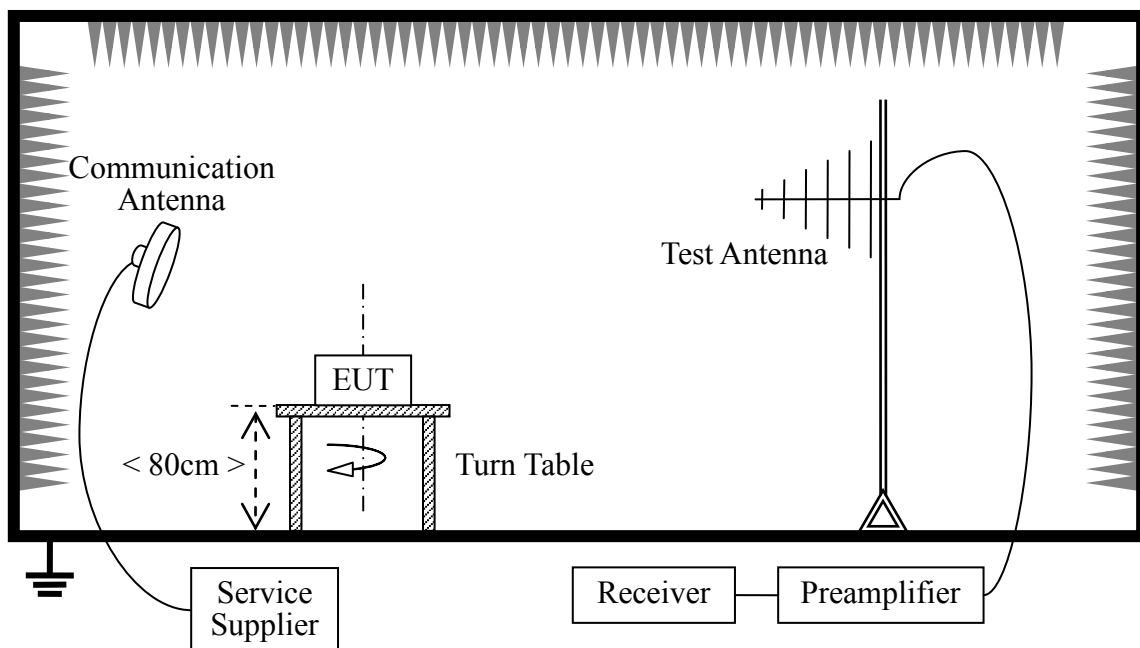 Communication
Antenna
Test Antenna
EUT
< 80cm >
Turn Table
Service
Supplier
Receiver
Preamplifier